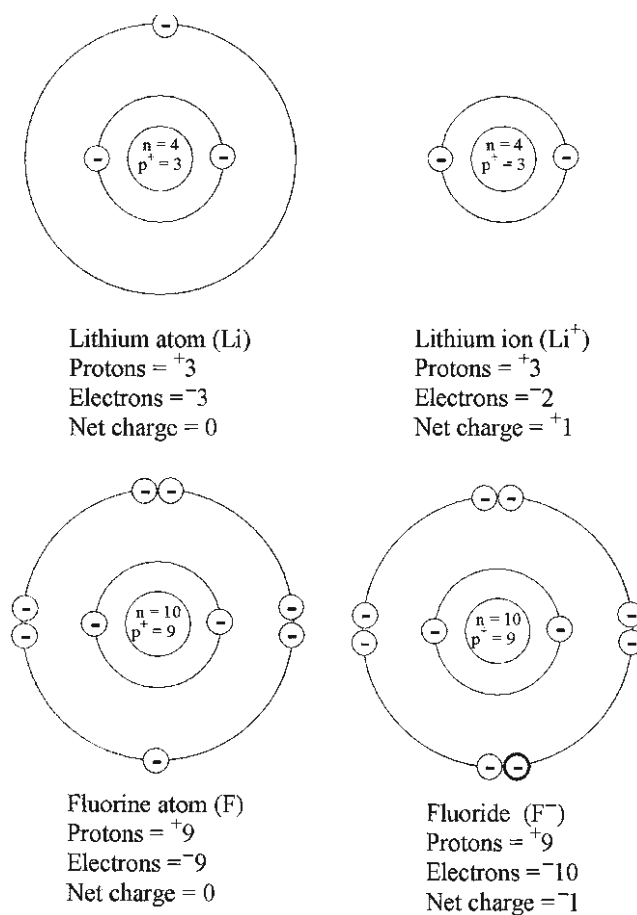 n = 4
p⁺ = 3
n = 4
p⁺ = 3
Lithium atom (Li)
Protons = ⁺3
Electrons =⁻3
Net charge = 0
Lithium ion (Li⁺)
Protons = ⁺3
Electrons =⁻2
Net charge = ⁺1
n = 10
p⁺ = 9
n = 10
p⁺ = 9
Fluorine atom (F)
Protons = ⁺9
Electrons =⁻9
Net charge = 0
Fluoride (F⁻)
Protons = ⁺9
Electrons =⁻10
Net charge =⁻1